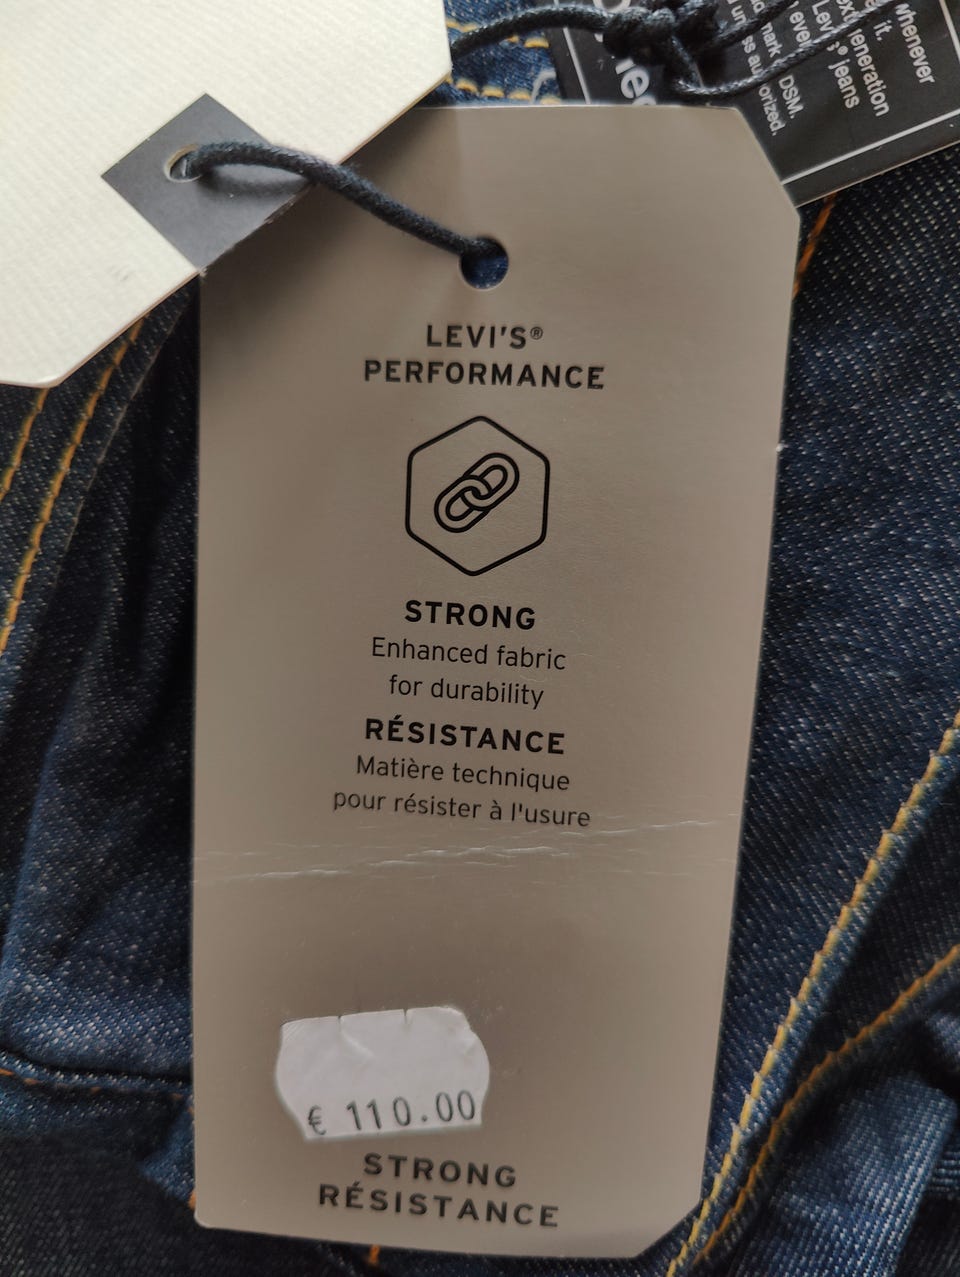 LEVI'S®
PERFORMANCE
STRONG
Enhanced fabric
for durability
RÉSISTANCE
Matière technique
pour résister à l'usure
€ 110.00
STRONG
RÉSISTANCE
whenever
it.
Levi's® jeans
DSM.